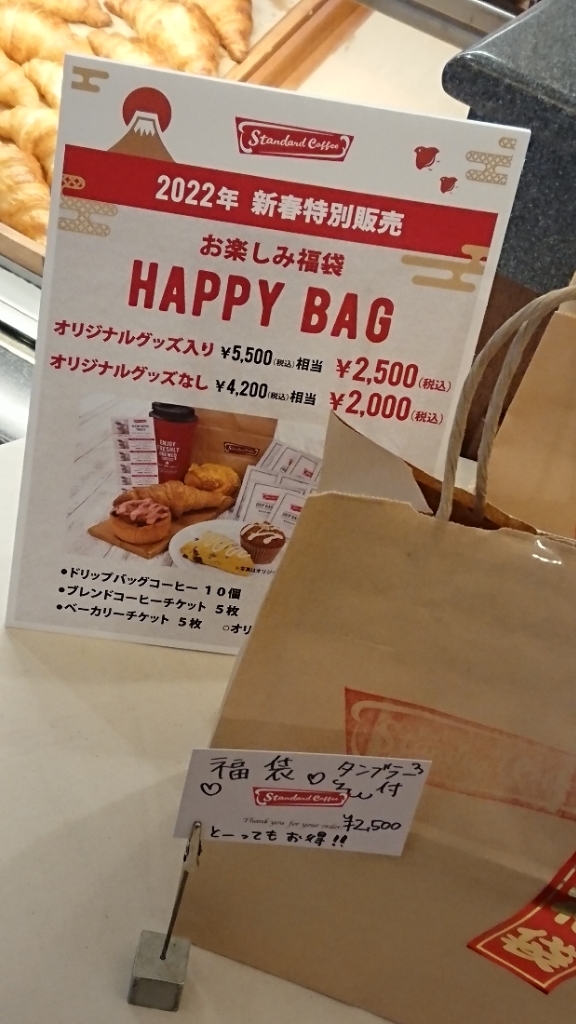 Standard Coffee
2022年 新春特別販売
お楽しみ福袋
HAPPY BAG
オリジナルグッズ入り ¥5,500(税込)相当 ¥2,500(税込)
オリジナルグッズなし ¥4,200(税込)相当 ¥2,000(税込)
ENJOY
FRESHLY
•ドリップバッグコーヒー 10個
•ブレンドコーヒーチケット 5枚
•ベーカリーチケット 5枚 ○オリ
福袋♡ タンブラー
♡ 付
Standard Coffee
Thank you for your order
¥2,500
とーってもお得!!
袋